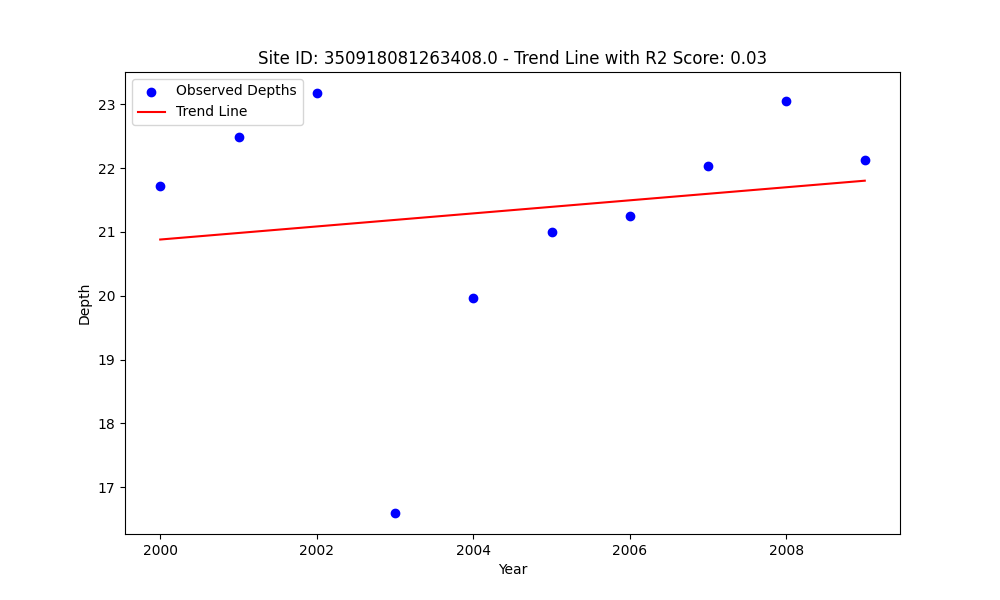 Site ID: 350918081263408.0 - Trend Line with R2 Score: 0.03
Observed Depths
Trend Line
23
22
21
20
19
18
17
Depth
2000
2002
2004
2006
2008
Year